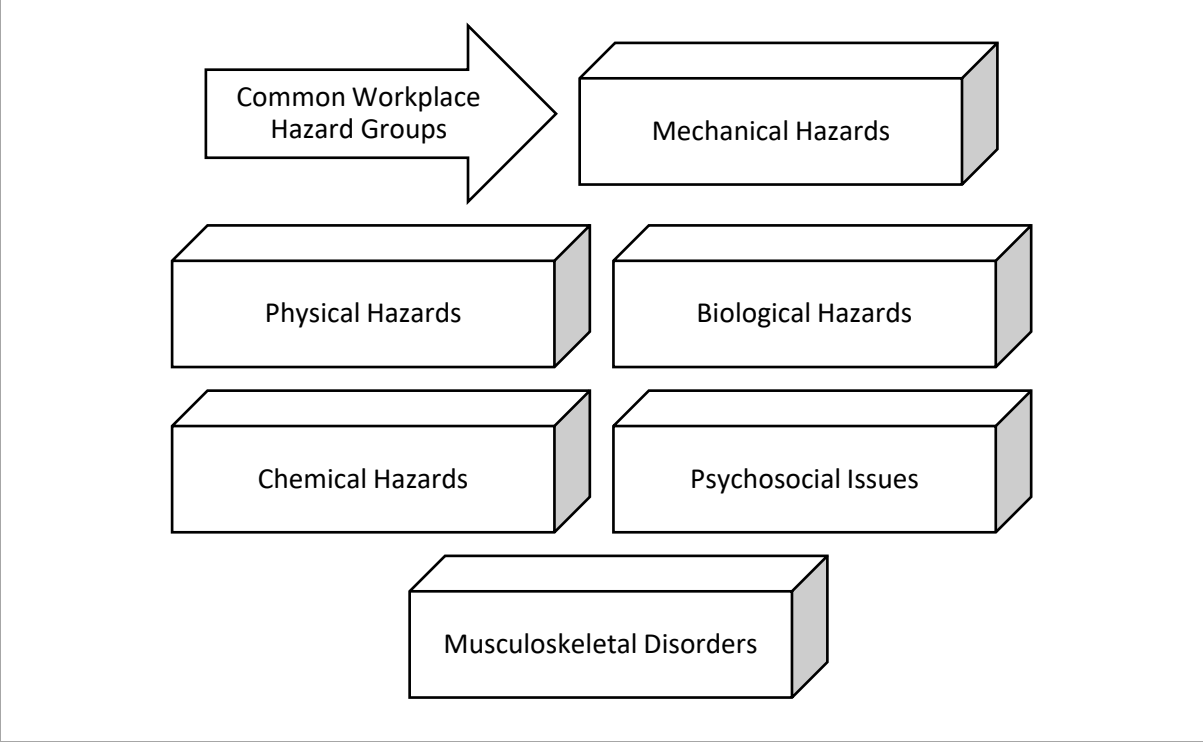 Common Workplace
Hazard Groups
Mechanical Hazards
Physical Hazards
Biological Hazards
Chemical Hazards
Psychosocial Issues
Musculoskeletal Disorders